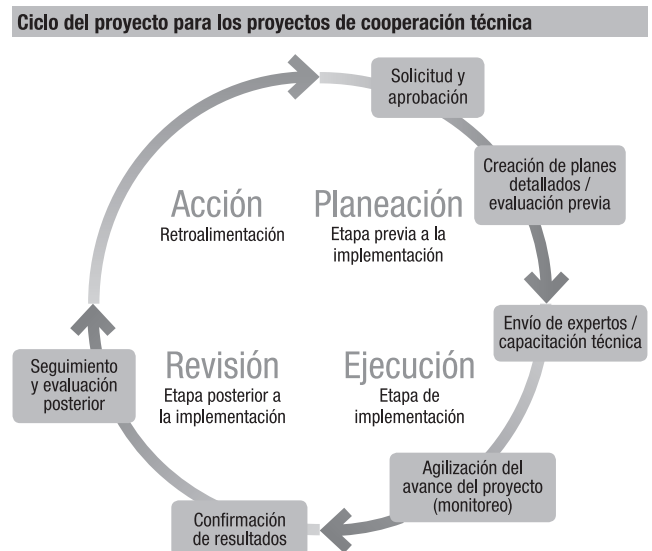 Ciclo del proyecto para los proyectos de cooperación técnica
Solicitud y
aprobación
Creación de planes
detallados /
evaluación previa
Acción
Retroalimentación
Planeación
Etapa previa a la
implementación
Envío de expertos /
capacitación técnica
Seguimiento
y evaluación
posterior
Revisión
Etapa posterior a
la implementación
Ejecución
Etapa de
implementación
Agilización del
avance del proyecto
(monitoreo)
Confirmación
de resultados